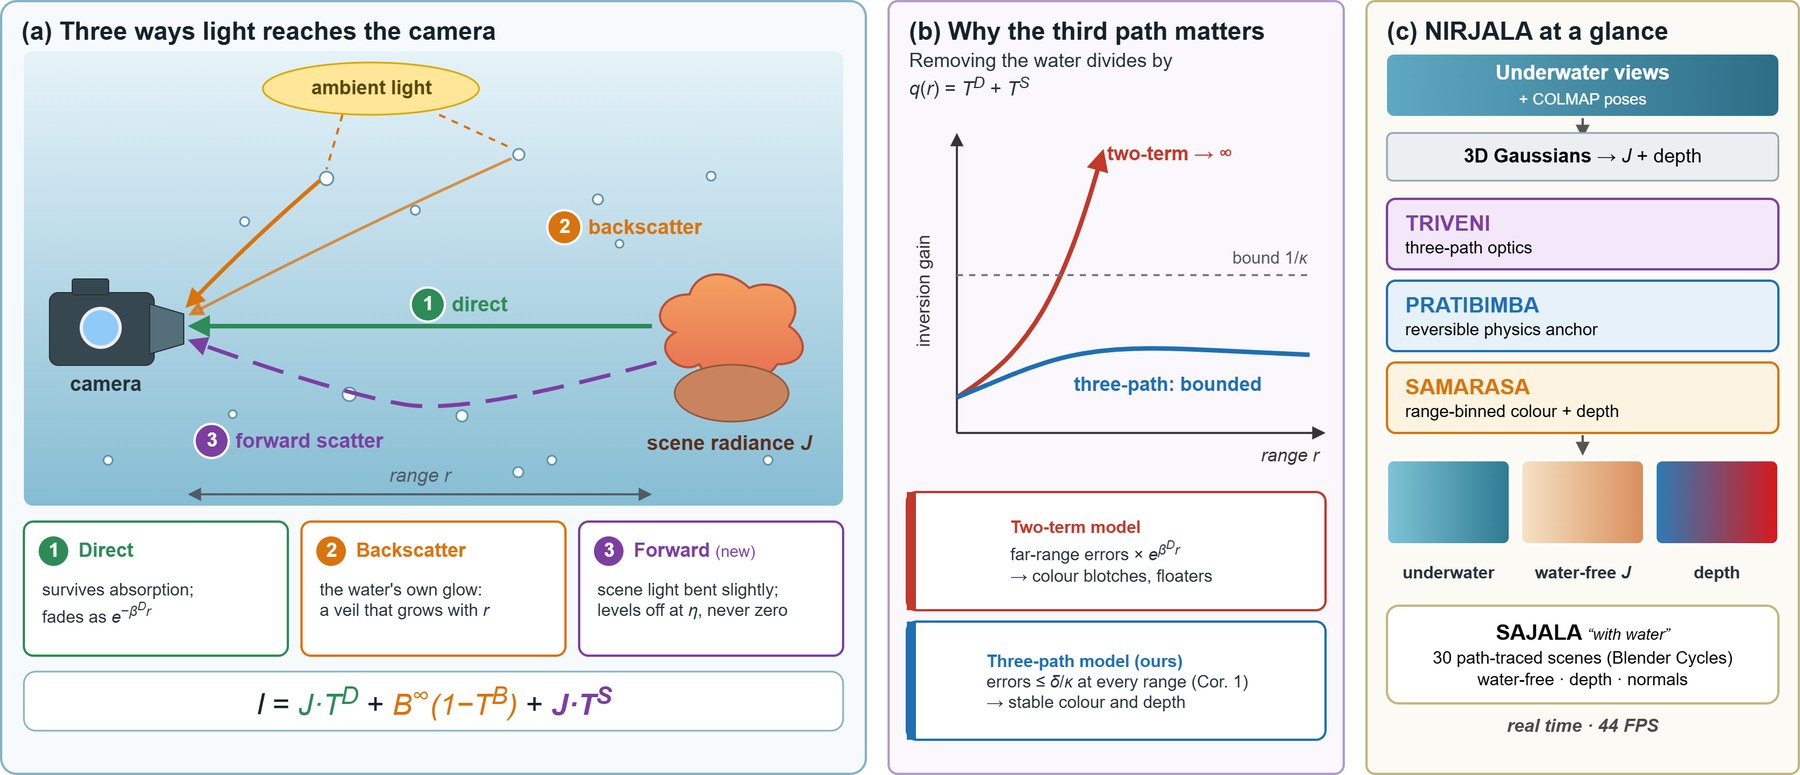 (a) Three ways light reaches the camera
ambient light
2 backscatter
1 direct
camera
3 forward scatter
scene radiance J
range r
1 Direct
survives absorption;
fades as e^{−β^D r}
2 Backscatter
the water's own glow:
a veil that grows with r
3 Forward (new)
scene light bent slightly;
levels off at η, never zero
I = J·T^D + B^∞(1−T^B) + J·T^S
(b) Why the third path matters
Removing the water divides by
q(r) = T^D + T^S
two-term → ∞
bound 1/κ
inversion gain
three-path: bounded
range r
Two-term model
far-range errors × e^{β^D r}
→ colour blotches, floaters
Three-path model (ours)
errors ≤ δ/κ at every range (Cor. 1)
→ stable colour and depth
(c) NIRJALA at a glance
Underwater views
+ COLMAP poses
3D Gaussians → J + depth
TRIVENI
three-path optics
PRATIBIMBA
reversible physics anchor
SAMARASA
range-binned colour + depth
underwater
water-free J
depth
SAJALA “with water”
30 path-traced scenes (Blender Cycles)
water-free · depth · normals
real time · 44 FPS